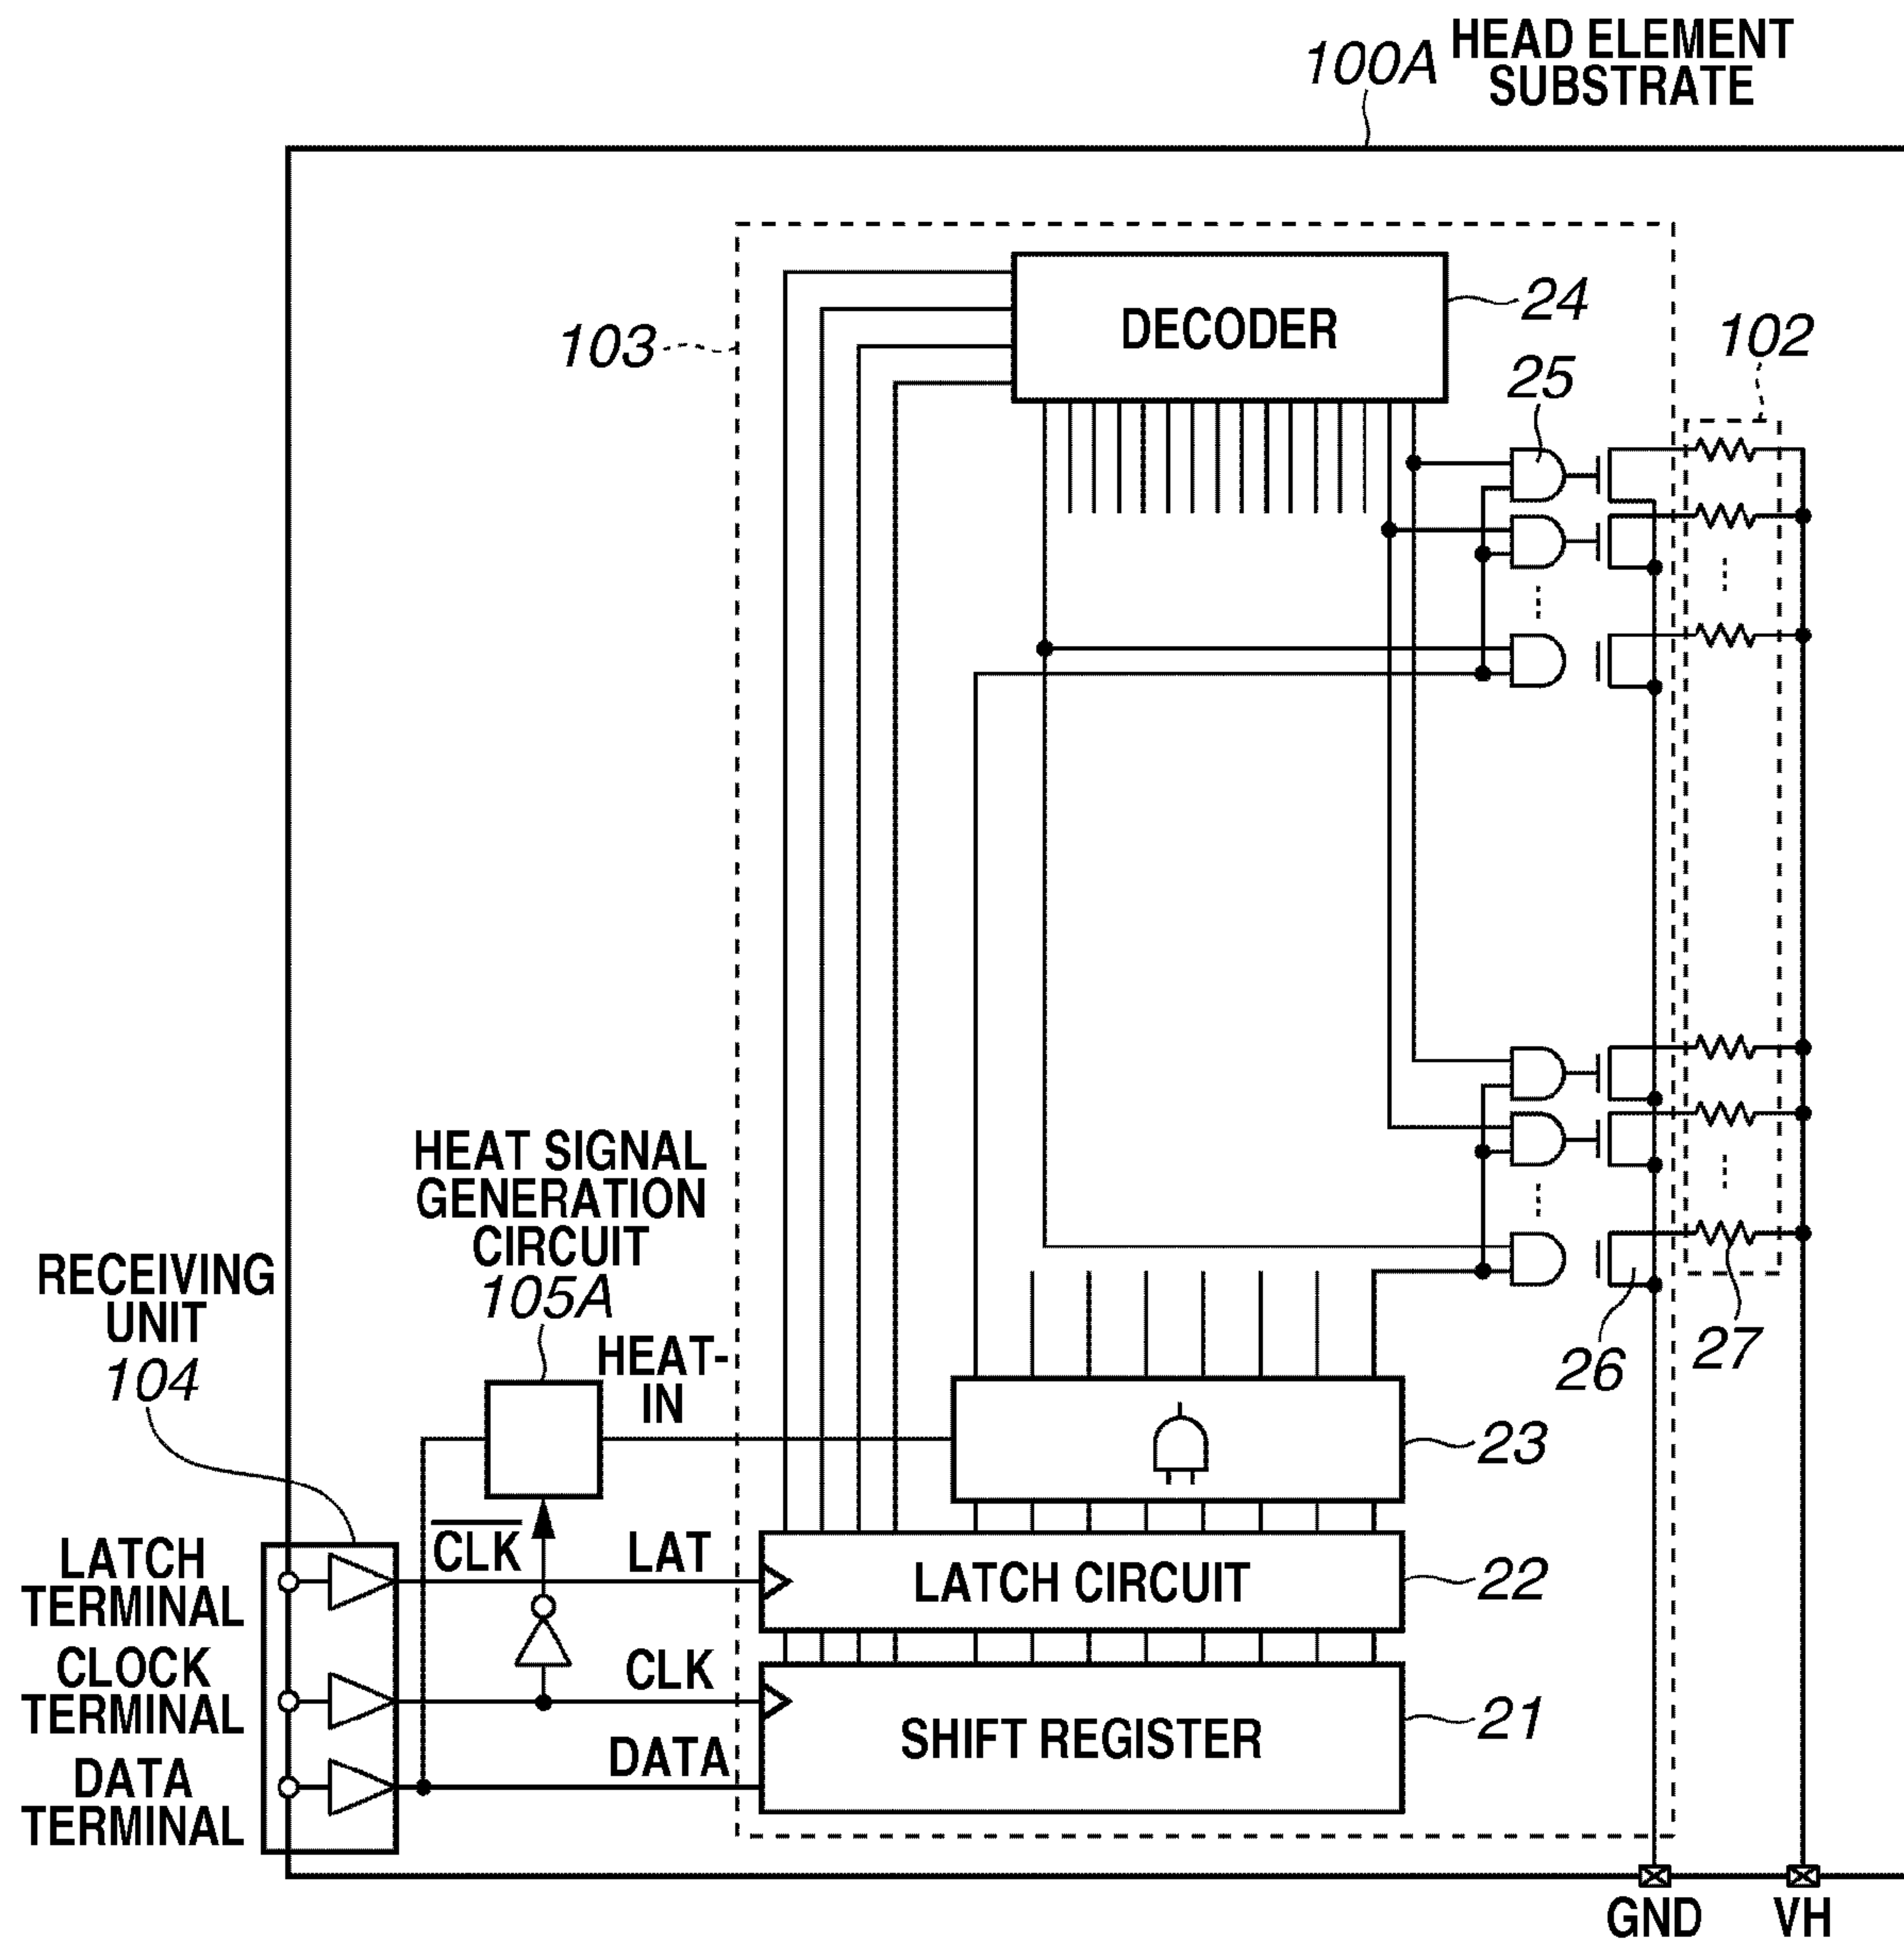 100A
HEAD ELEMENT
SUBSTRATE
DECODER
24
103
102
25
HEAT SIGNAL
GENERATION
CIRCUIT
105A
RECEIVING
UNIT
104
HEAT-
IN
26
27
23
LATCH
TERMINAL
CLK
LAT
LATCH CIRCUIT
22
CLOCK
TERMINAL
CLK
SHIFT REGISTER
21
DATA
TERMINAL
DATA
GND
VH